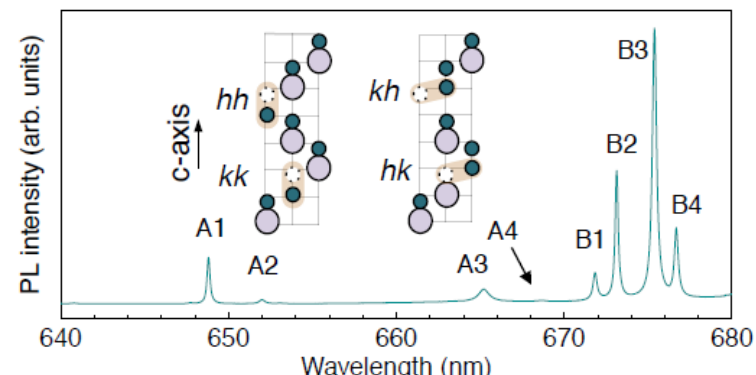 PL intensity (arb. units)
c-axis
hh
kk
kh
hk
A1
A2
A3
A4
B1
B2
B3
B4
640
650
660
670
680
Wavelength (nm)